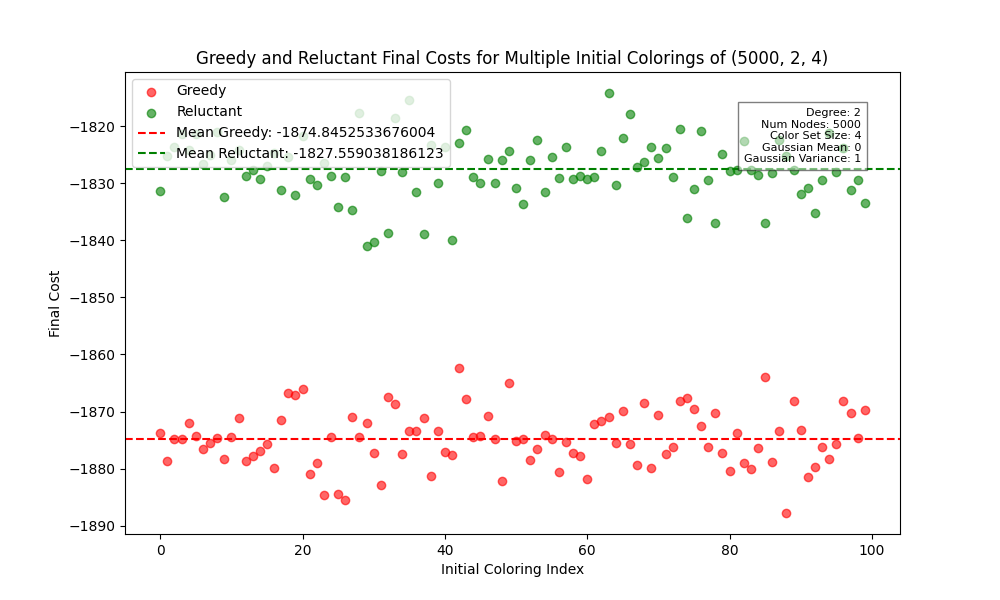 Greedy and Reluctant Final Costs for Multiple Initial Colorings of (5000, 2, 4)
Greedy
Reluctant
Mean Greedy: -1874.8452533676004
Mean Reluctant: -1827.559038186123
Degree: 2
Num Nodes: 5000
Color Set Size: 4
Gaussian Mean: 0
Gaussian Variance: 1
Final Cost
−1820
−1830
−1840
−1850
−1860
−1870
−1880
−1890
0 20 40 60 80 100
Initial Coloring Index